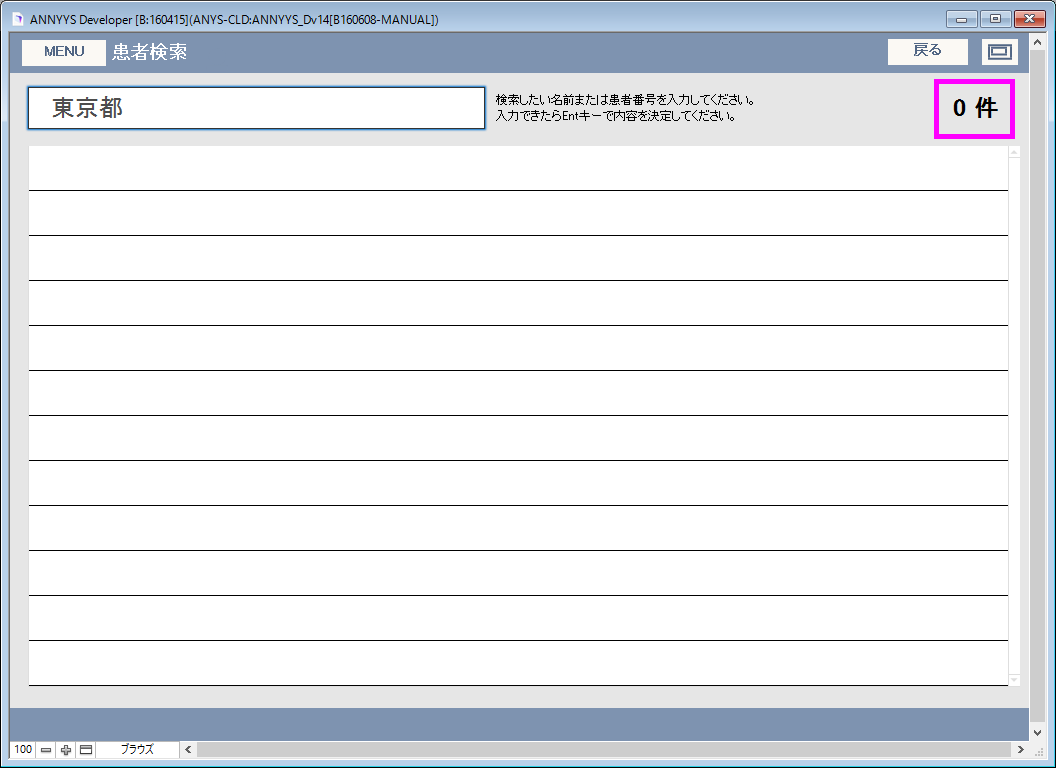 ANNYYS Developer [B:160415](ANYS-CLD:ANNYYS_Dv14[B160608-MANUAL])
MENU 患者検索 戻る
東京都
検索したい名前または患者番号を入力してください。
入力できたらEntキーで内容を決定してください。
0 件
100 ブラウズ